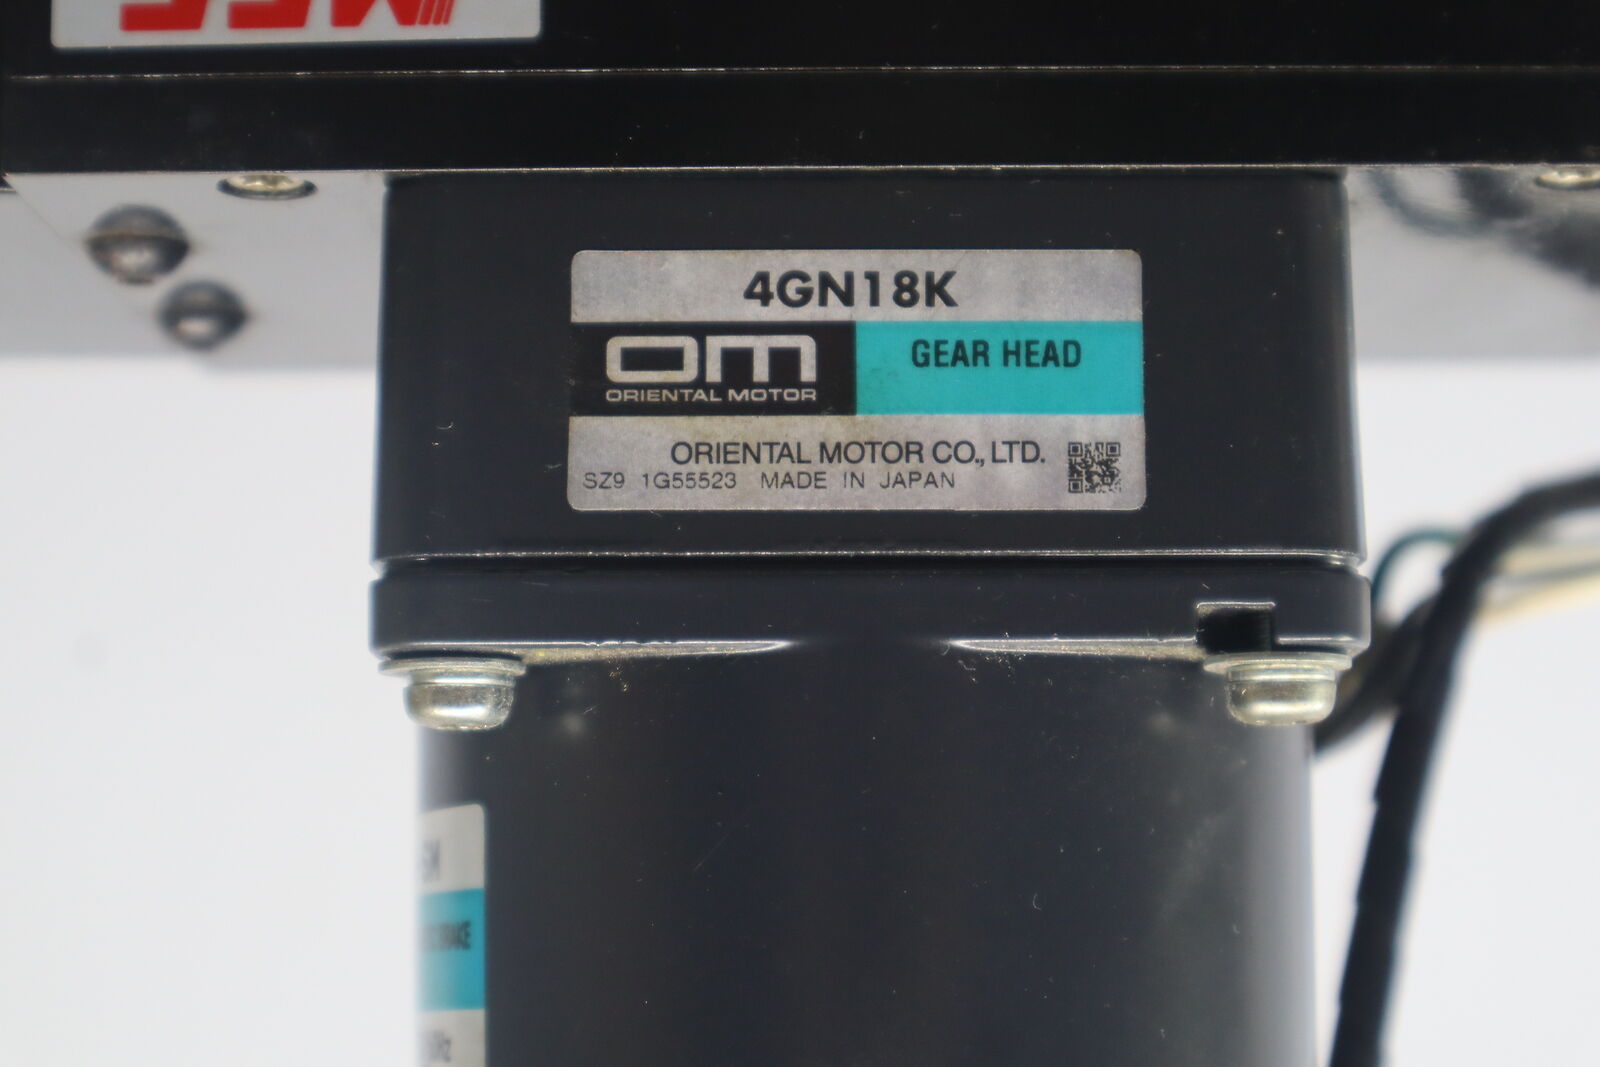 4GN18K
om
ORIENTAL MOTOR
GEAR HEAD
ORIENTAL MOTOR CO., LTD.
SZ9 1G55523 MADE IN JAPAN